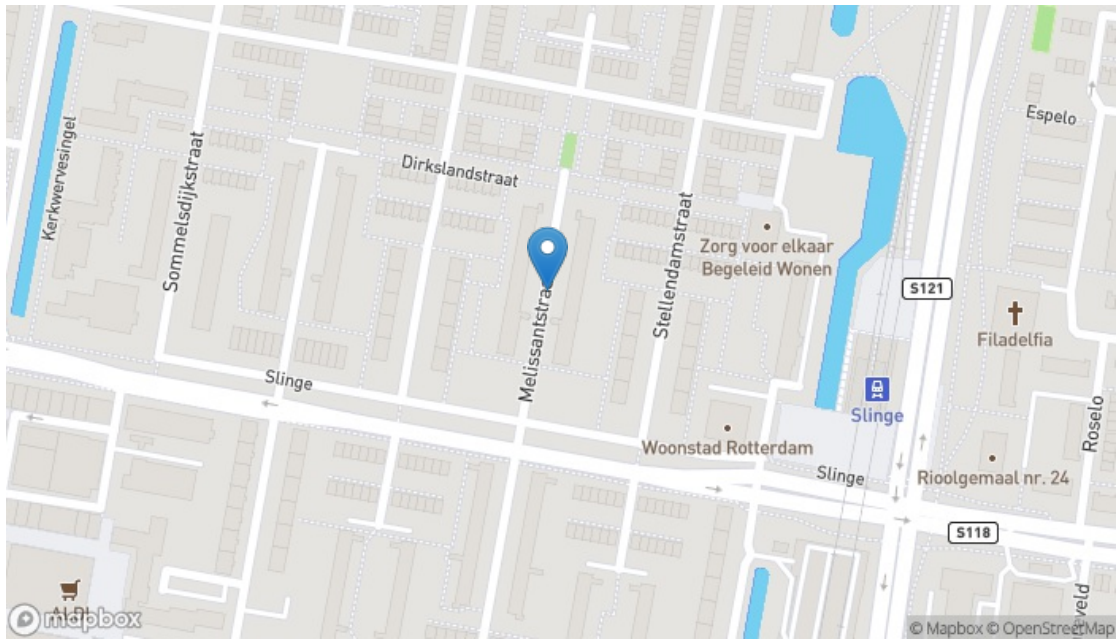 Espelo
S121
Kerkwervesingel
Sommelsdijkstraat
Dirkslandstraat
Stellendamstraat
Zorg voor elkaar
Begeleid Wonen
Filadelfia
Slinge
Slinge
Woonstad Rotterdam
Roselo
Slinge
Rioolgemaal nr. 24
S118
ALDI
mapbox
© Mapbox © OpenStreetMap